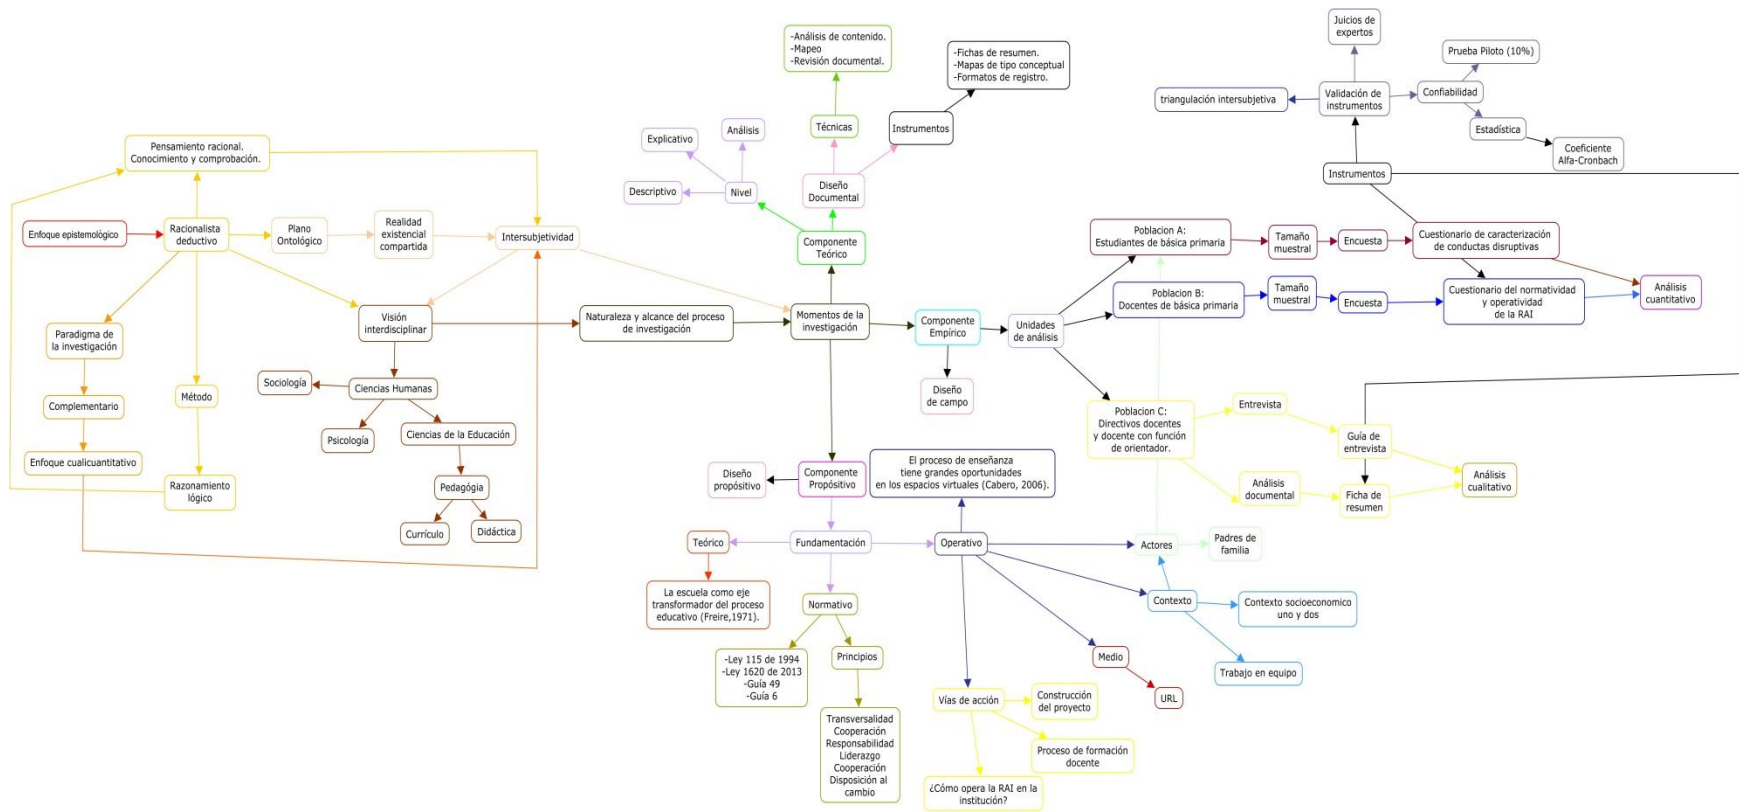 Pensamiento racional.
Conocimiento y comprobación.
Enfoque epistemológico
Racionalista
deductivo
Plano
Ontológico
Realidad
existencial
compartida
Intersubjetividad
Paradigma de
la investigación
Complementario
Enfoque cualicuantitativo
Método
Razonamiento
lógico
Visión
interdisciplinar
Ciencias Humanas
Sociología
Psicología
Ciencias de la Educación
Pedagógia
Currículo
Didáctica
Naturaleza y alcance del proceso
de investigación
Momentos de la
investigación
Componente
Teórico
Nivel
Explicativo
Análisis
Descriptivo
Diseño
Documental
Técnicas
-Análisis de contenido.
-Mapeo
-Revisión documental.
Instrumentos
-Fichas de resumen.
-Mapas de tipo conceptual
-Formatos de registro.
Componente
Empírico
Diseño
de campo
Unidades
de análisis
Poblacion A:
Estudiantes de básica primaria
Tamaño
muestral
Encuesta
Cuestionario de caracterización
de conductas disruptivas
Poblacion B:
Docentes de básica primaria
Tamaño
muestral
Encuesta
Cuestionario del normatividad
y operatividad
de la RAI
Análisis
cuantitativo
Instrumentos
Validación de
instrumentos
Juicios de
expertos
triangulación intersubjetiva
Confiabilidad
Prueba Piloto (10%)
Estadística
Coeficiente
Alfa-Cronbach
Poblacion C:
Directivos docentes
y docente con función
de orientador.
Entrevista
Guía de
entrevista
Análisis
documental
Ficha de
resumen
Análisis
cualitativo
Componente
Propósitivo
Diseño
propósitivo
Fundamentación
Teórico
La escuela como eje
transformador del proceso
educativo (Freire,1971).
Normativo
-Ley 115 de 1994
-Ley 1620 de 2013
-Guía 49
-Guía 6
Principios
Transversalidad
Cooperación
Responsabilidad
Liderazgo
Cooperación
Disposición al
cambio
Operativo
El proceso de enseñanza
tiene grandes oportunidades
en los espacios virtuales (Cabero, 2006).
Actores
Padres de
familia
Contexto
Contexto socioeconomico
uno y dos
Trabajo en equipo
Medio
URL
Vías de acción
Construcción
del proyecto
Proceso de formación
docente
¿Cómo opera la RAI en la
institución?